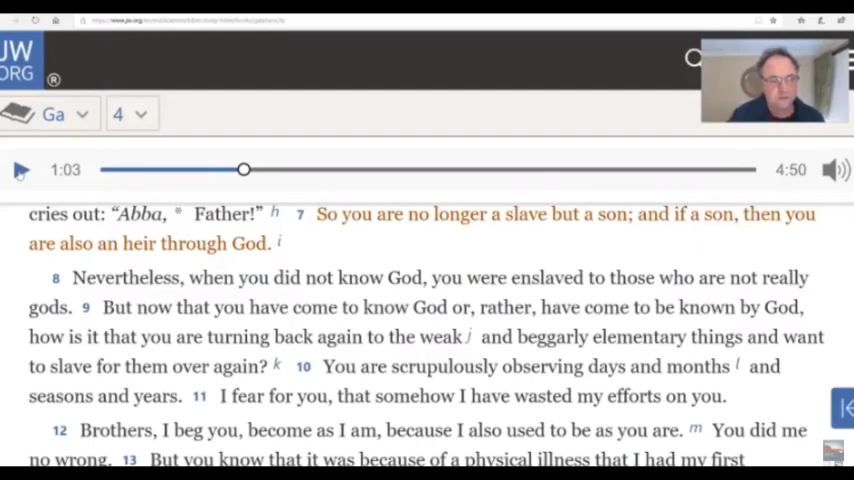 JW
ORG
®
Ga
4
1:03
4:50
cries out: “Abba, * Father!” h 7 So you are no longer a slave but a son; and if a son, then you
are also an heir through God. i
8 Nevertheless, when you did not know God, you were enslaved to those who are not really
gods. 9 But now that you have come to know God or, rather, have come to be known by God,
how is it that you are turning back again to the weak j and beggarly elementary things and want
to slave for them over again? k 10 You are scrupulously observing days and months l and
seasons and years. 11 I fear for you, that somehow I have wasted my efforts on you.
12 Brothers, I beg you, become as I am, because I also used to be as you are. m You did me
no wrong. 13 But you know that it was because of a physical illness that I had my first